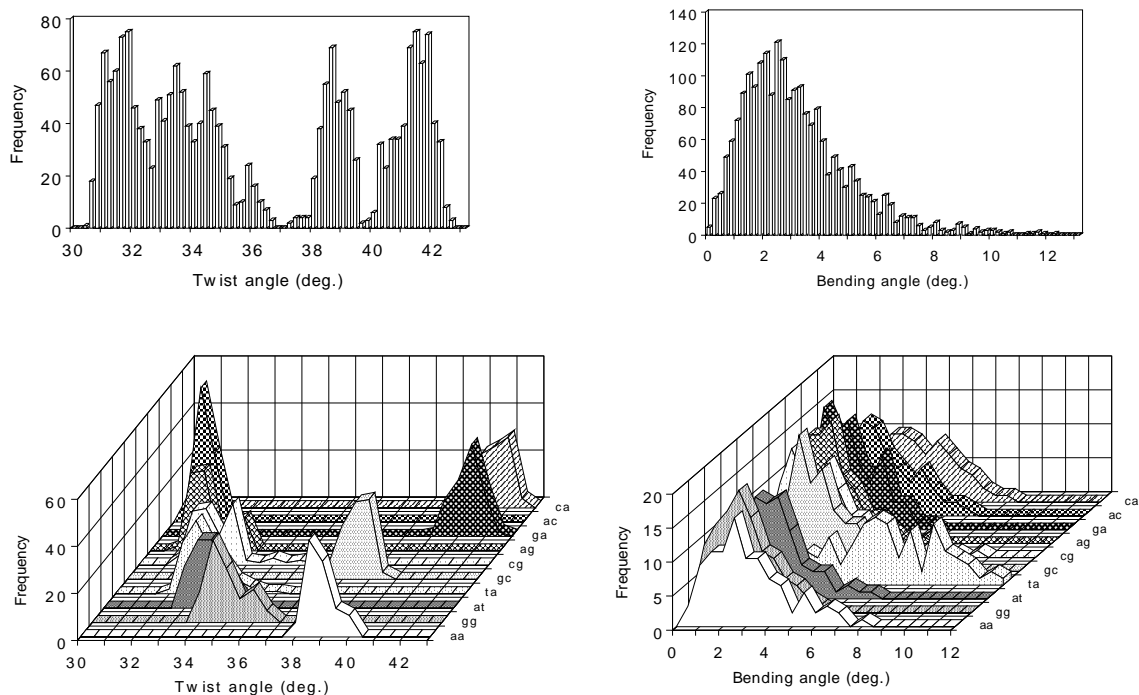 80
60
40
20
0
Frequency
30 32 34 36 38 40 42
Twist angle (deg.)
140
120
100
80
60
40
20
0
Frequency
0 2 4 6 8 10 12
Bending angle (deg.)
60
40
20
0
Frequency
30 32 34 36 38 40 42
Twist angle (deg.)
ca
ac
ga
ag
cg
gc
ta
at
gg
aa
20
15
10
5
0
Frequency
0 2 4 6 8 10 12
Bending angle (deg.)
ca
ac
ga
ag
cg
gc
ta
at
gg
aa